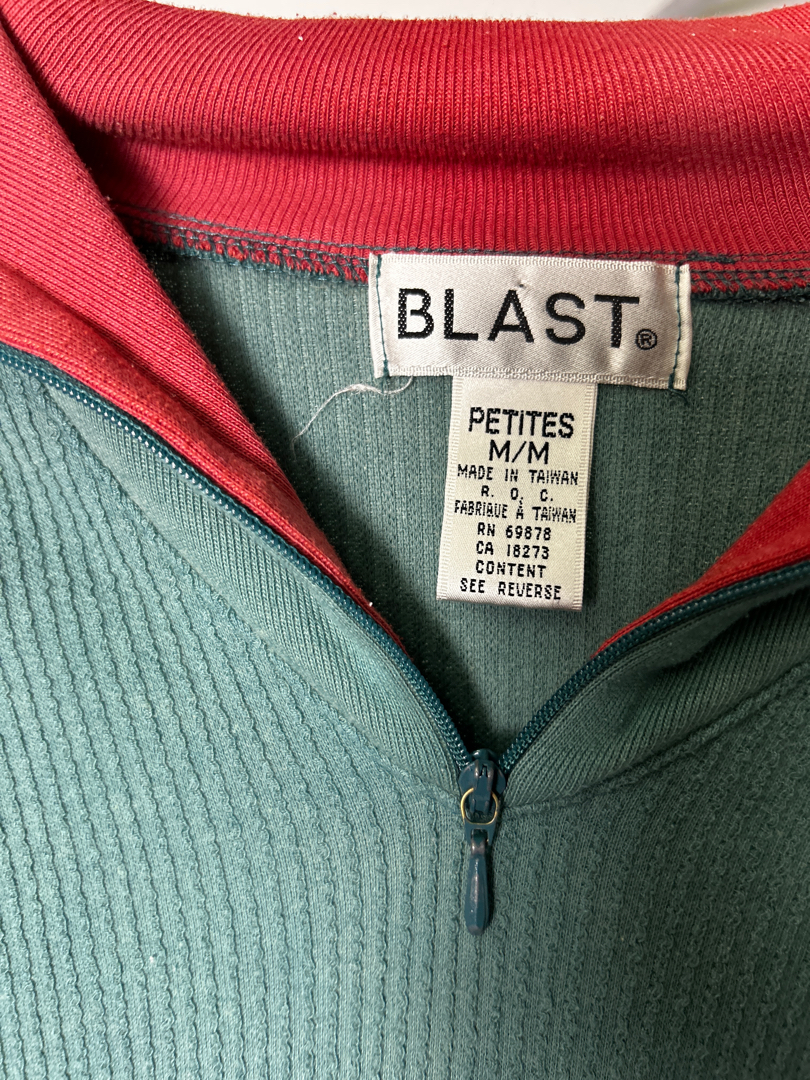 BLAST®
PETITES
M/M
MADE IN TAIWAN
R. O. C.
FABRIQUE À TAIWAN
RN 69878
CA 18273
CONTENT
SEE REVERSE